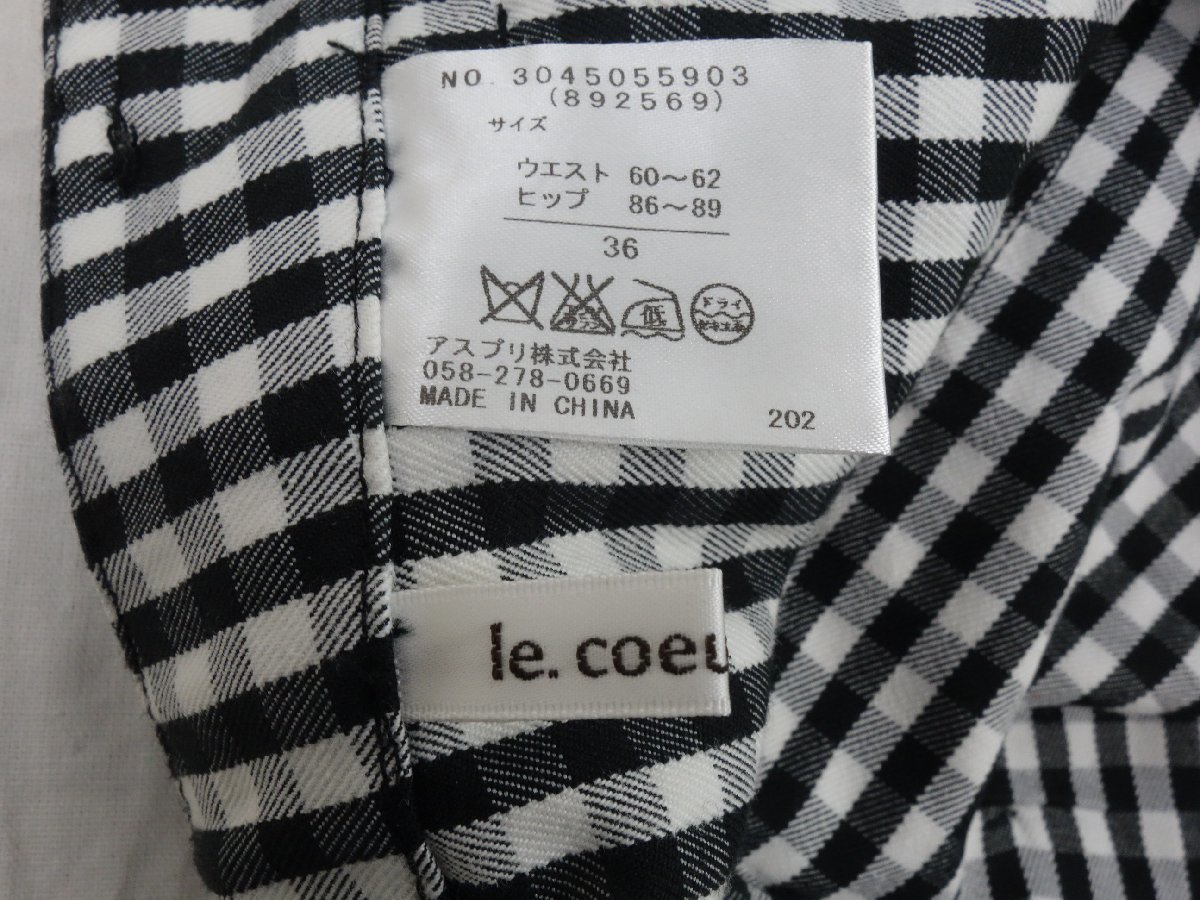 NO. 3045055903
(892569)
サイズ
ウエスト 60〜62
ヒップ 86〜89
36
低
ドライ
アスプリ株式会社
058-278-0669
MADE IN CHINA
202
le. coeu